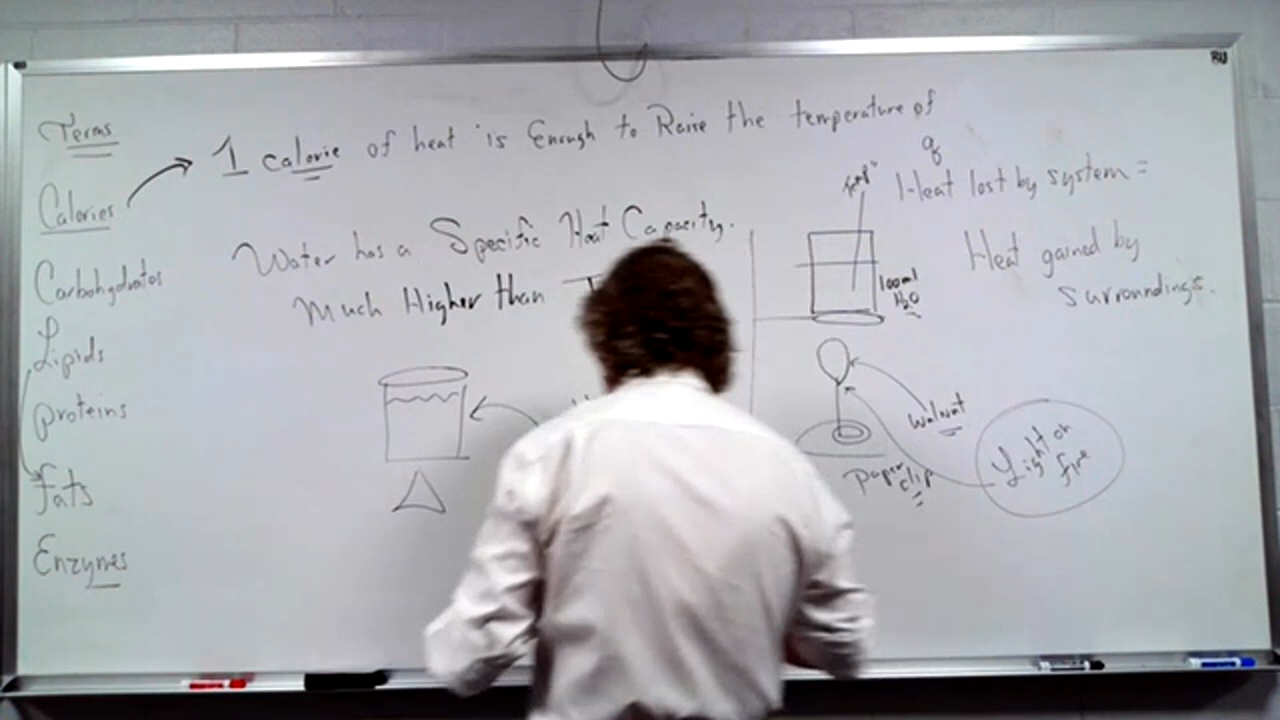 Terms
Calories
Carbohydrates
Lipids
proteins
fats
Enzymes
1 calorie of heat is Enough to Raise the temperature of
Water has a Specific Heat Capacity.
Much Higher than
q
Heat lost by system =
Heat gained by
surroundings.
100ml
H2O
Walnut
paper clip
Light on
fire